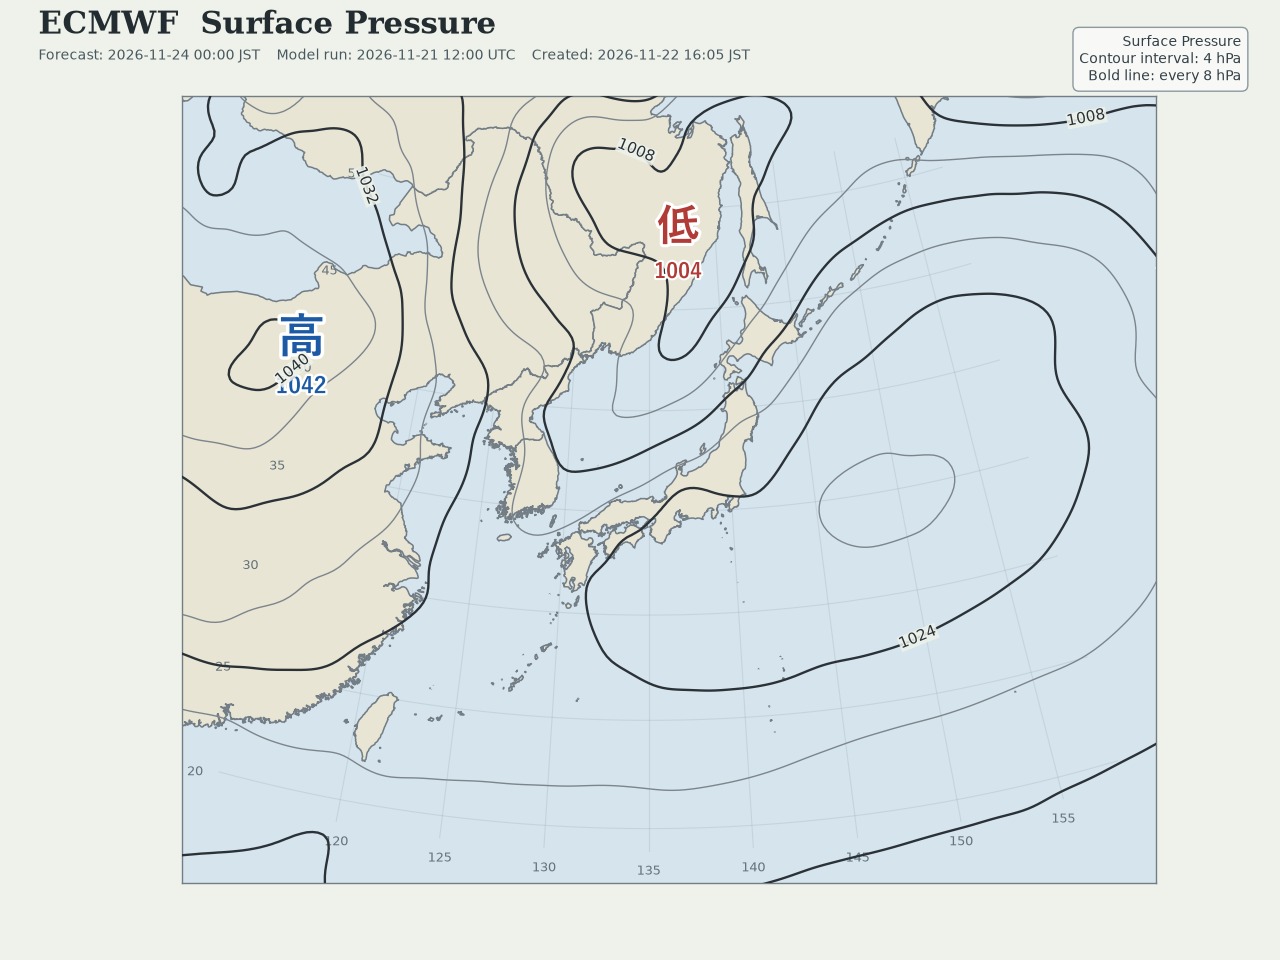 ECMWF  Surface Pressure
Forecast: 2026-11-24 00:00 JST    Model run: 2026-11-21 12:00 UTC    Created: 2026-11-22 16:05 JST
Surface Pressure
Contour interval: 4 hPa
Bold line: every 8 hPa
1008
1008
1032
低
1004
45
高
1040
1042
35
30
1024
25
20
120
125
130
135
140
145
150
155